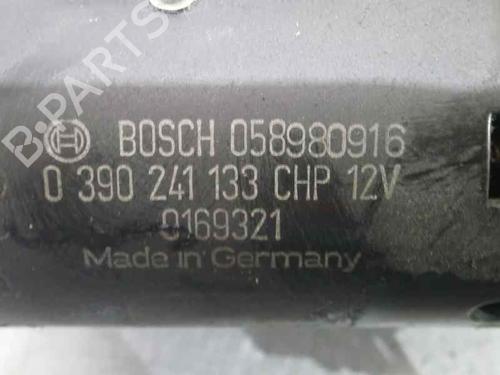 B-PARTS
BOSCH 058980916
0 390 241 133 CHP 12V
0169321
Made in Germany